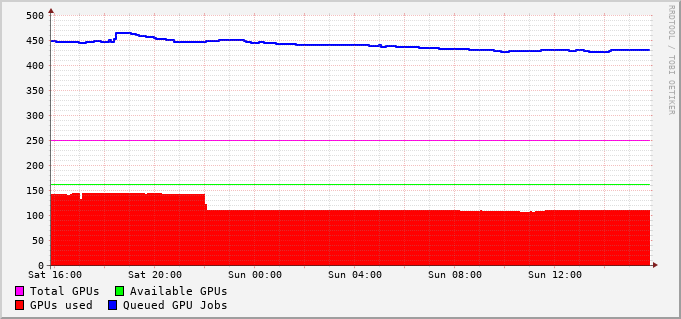 500
450
400
350
300
250
200
150
100
50
0
Sat 16:00 Sat 20:00 Sun 00:00 Sun 04:00 Sun 08:00 Sun 12:00
Total GPUs Available GPUs
GPUs used Queued GPU Jobs
RRDTOOL / TOBI OETIKER